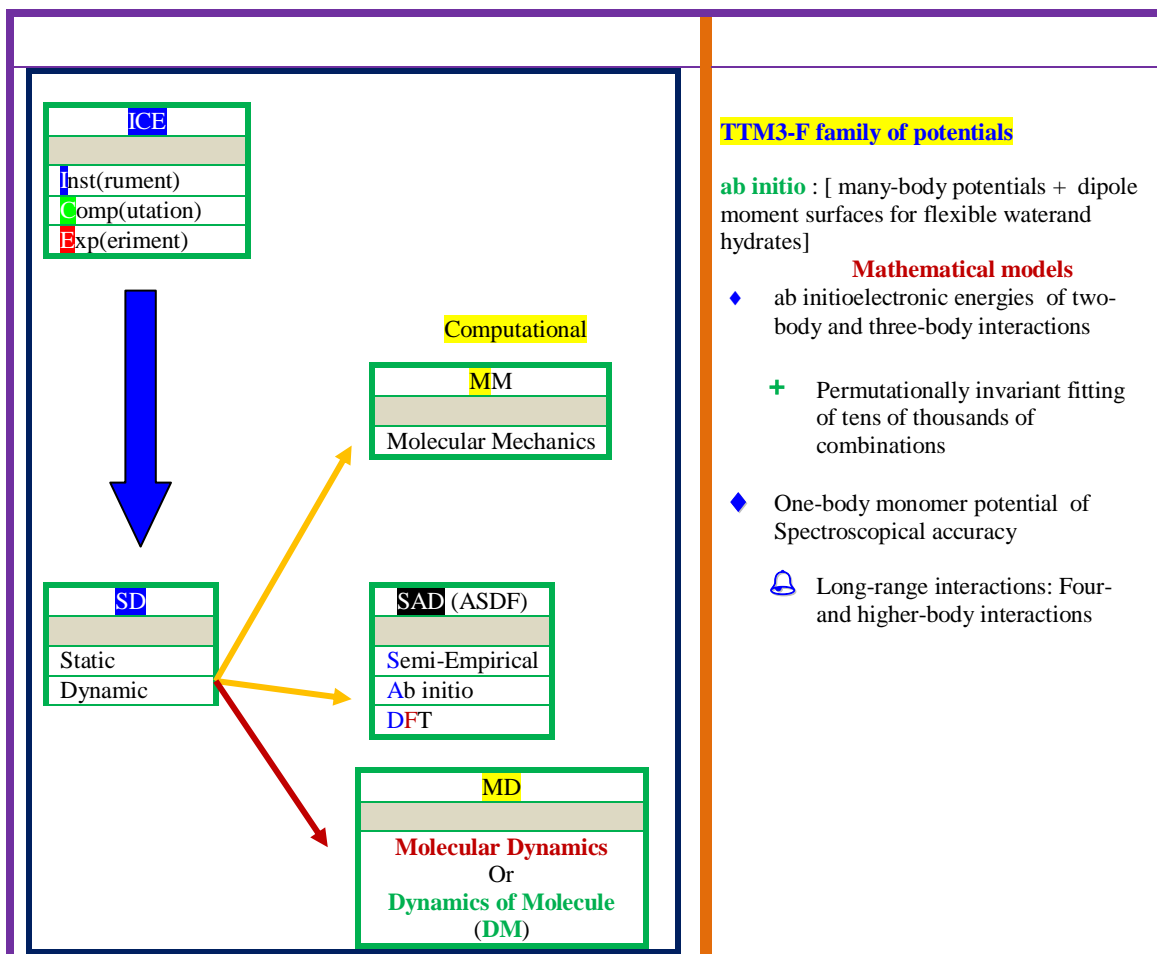 ICE
Inst(rument)
Comp(utation)
Exp(eriment)
Computational
MM
Molecular Mechanics
SD
Static
Dynamic
SAD (ASDF)
Semi-Empirical
Ab initio
DFT
MD
Molecular Dynamics
Or
Dynamics of Molecule
(DM)
TTM3-F family of potentials
ab initio : [ many-body potentials + dipole
moment surfaces for flexible waterand
hydrates]
Mathematical models
ab initioelectronic energies of two-
body and three-body interactions
+ Permutationally invariant fitting
of tens of thousands of
combinations
One-body monomer potential of
Spectroscopical accuracy
Long-range interactions: Four-
and higher-body interactions